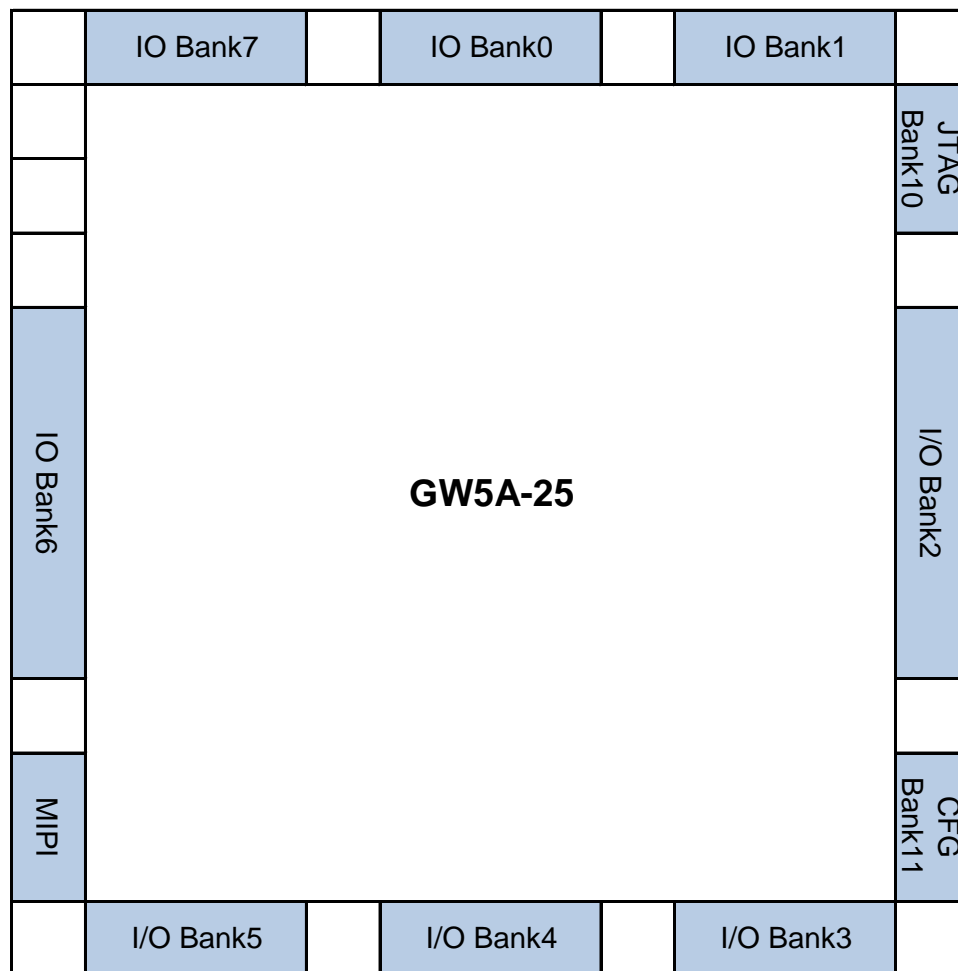 IO Bank7
IO Bank0
IO Bank1
JTAG
Bank10
IO Bank6
GW5A-25
I/O Bank2
MIPI
CFG
Bank11
I/O Bank5
I/O Bank4
I/O Bank3